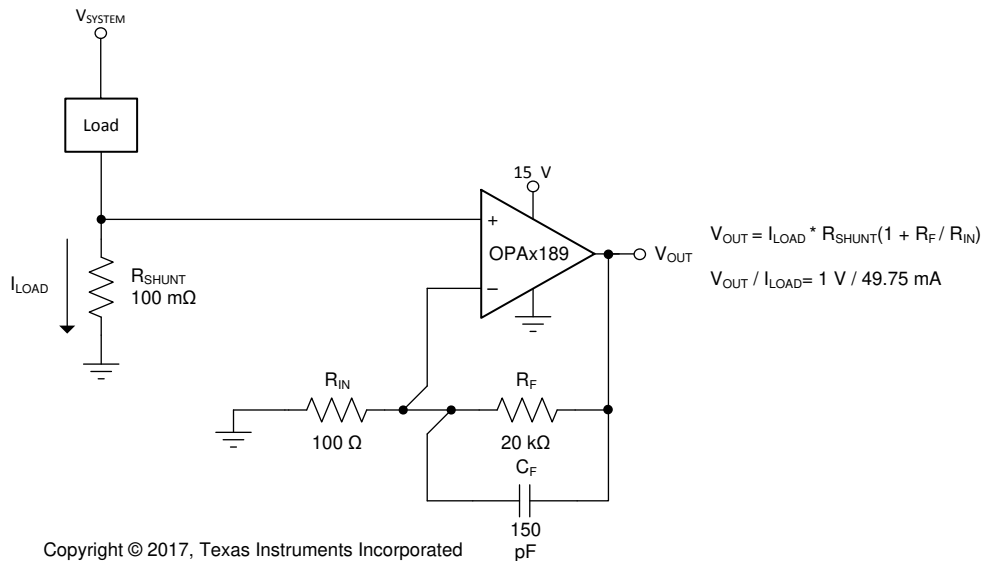 VSYSTEM
Load
15 V
+
OPAx189
−
VOUT
VOUT = ILOAD * RSHUNT(1 + RF / RIN)
VOUT / ILOAD= 1 V / 49.75 mA
ILOAD
RSHUNT
100 mΩ
RIN
100 Ω
RF
20 kΩ
CF
150
pF
Copyright © 2017, Texas Instruments Incorporated